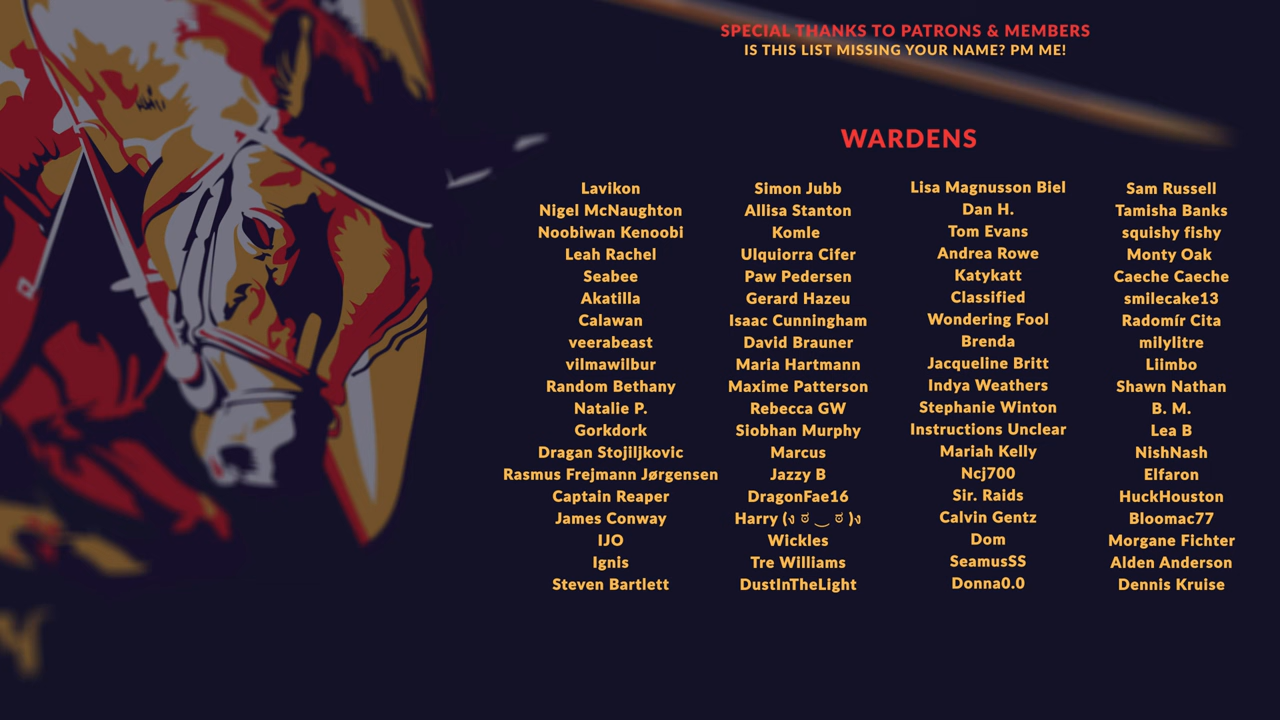 SPECIAL THANKS TO PATRONS & MEMBERS
IS THIS LIST MISSING YOUR NAME? PM ME!
WARDENS
Lavikon
Nigel McNaughton
Noobiwan Kenoobi
Leah Rachel
Seabee
Akatilla
Calawan
veerabeast
vilmawilbur
Random Bethany
Natalie P.
Gorkdork
Dragan Stojiljkovic
Rasmus Frejmann Jørgensen
Captain Reaper
James Conway
IJO
Ignis
Steven Bartlett
Simon Jubb
Allisa Stanton
Komle
Ulquiorra Cifer
Paw Pedersen
Gerard Hazeu
Isaac Cunningham
David Brauner
Maria Hartmann
Maxime Patterson
Rebecca GW
Siobhan Murphy
Marcus
Jazzy B
DragonFae16
Harry (ง ಠ ‿ ಠ )ง
Wickles
Tre Williams
DustInTheLight
Lisa Magnusson Biel
Dan H.
Tom Evans
Andrea Rowe
Katykatt
Classified
Wondering Fool
Brenda
Jacqueline Britt
Indya Weathers
Stephanie Winton
Instructions Unclear
Mariah Kelly
Ncj700
Sir. Raids
Calvin Gentz
Dom
SeamusSS
Donna0.0
Sam Russell
Tamisha Banks
squishy fishy
Monty Oak
Caeche Caeche
smilecake13
Radomír Cita
milylitre
Liimbo
Shawn Nathan
B. M.
Lea B
NishNash
Elfaron
HuckHouston
Bloomac77
Morgane Fichter
Alden Anderson
Dennis Kruise